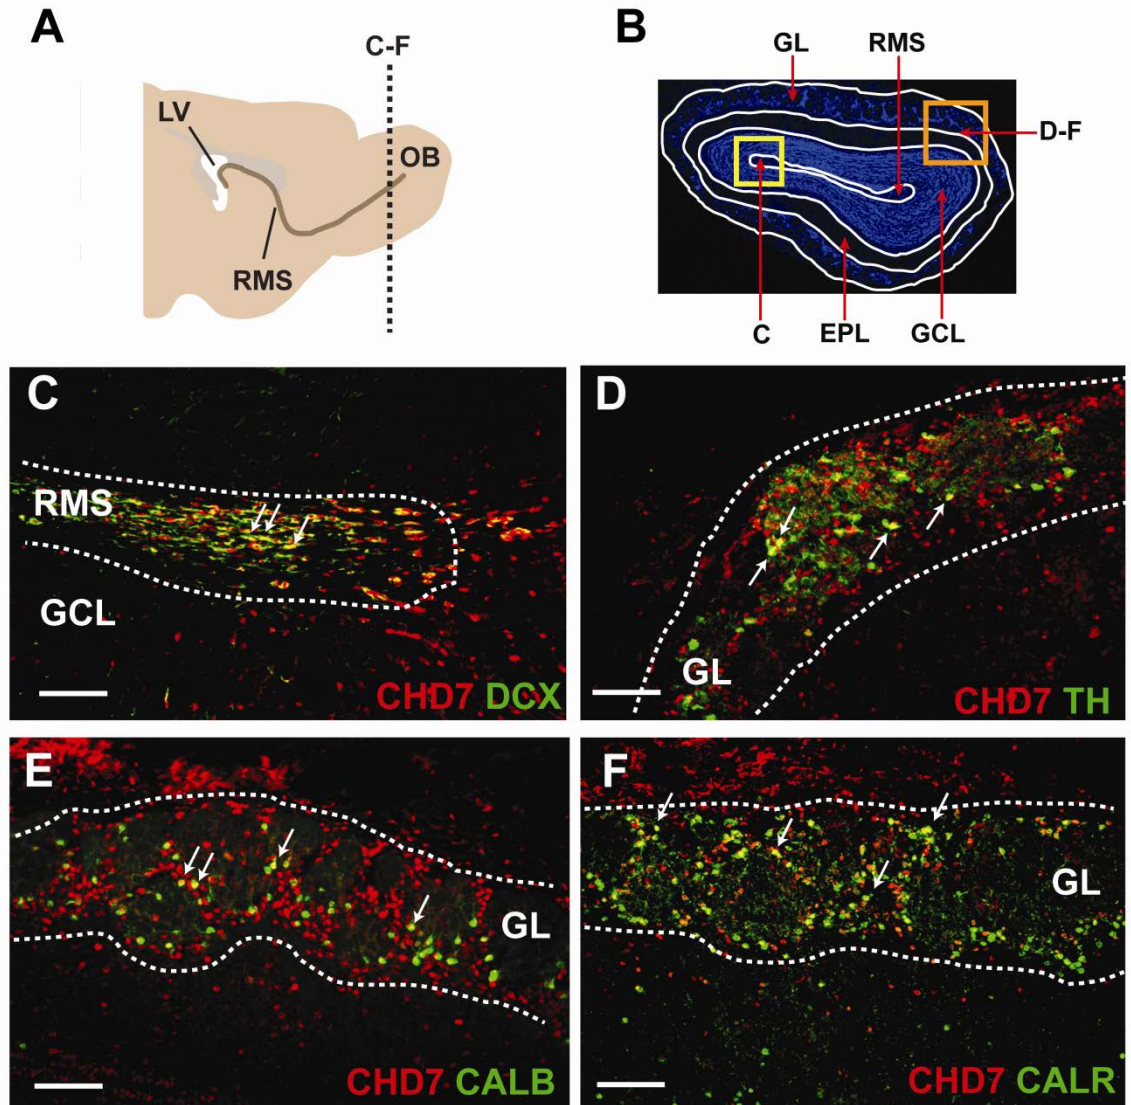 A
C-F
LV
OB
RMS
B
GL
RMS
D-F
C
EPL
GCL
C
RMS
GCL
CHD7 DCX
D
GL
CHD7 TH
E
GL
CHD7 CALB
F
GL
CHD7 CALR